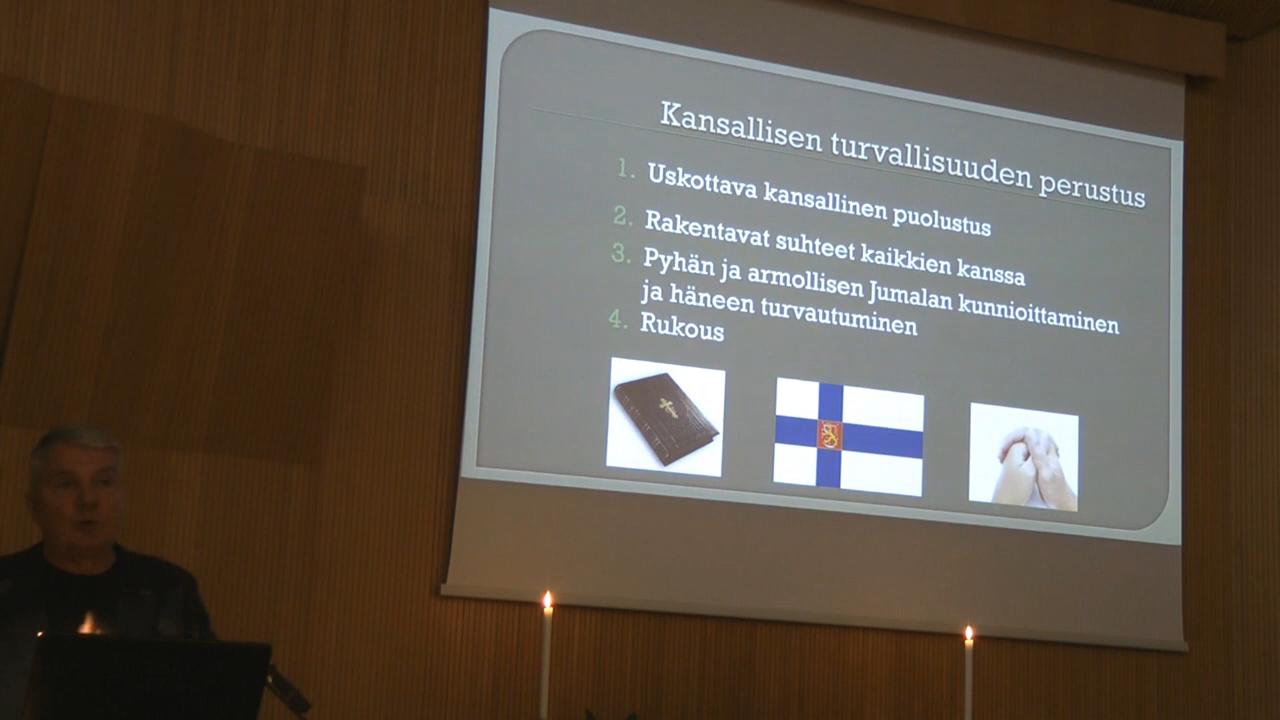 Kansallisen turvallisuuden perustus
1. Uskottava kansallinen puolustus
2. Rakentavat suhteet kaikkien kanssa
3. Pyhän ja armollisen Jumalan kunnioittaminen
ja häneen turvautuminen
4. Rukous